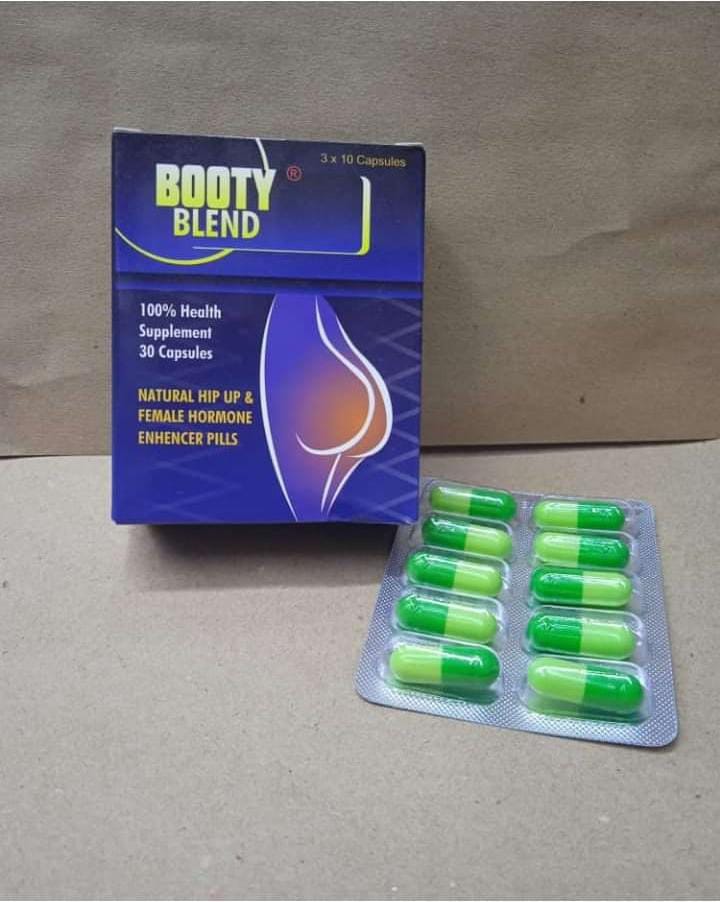 3 x 10 Capsules
BOOTY ®
BLEND
100% Health
Supplement
30 Capsules
NATURAL HIP UP &
FEMALE HORMONE
ENHENCER PILLS